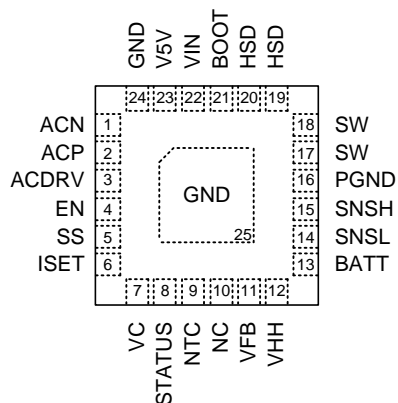 GND
V5V
VIN
BOOT
HSD
HSD
24 23 22 21 20 19
ACN 1
ACP 2
ACDRV 3
EN 4
SS 5
ISET 6
18 SW
17 SW
16 PGND
15 SNSH
14 SNSL
13 BATT
GND
25
7 8 9 10 11 12
VC
STATUS
NTC
NC
VFB
VHH